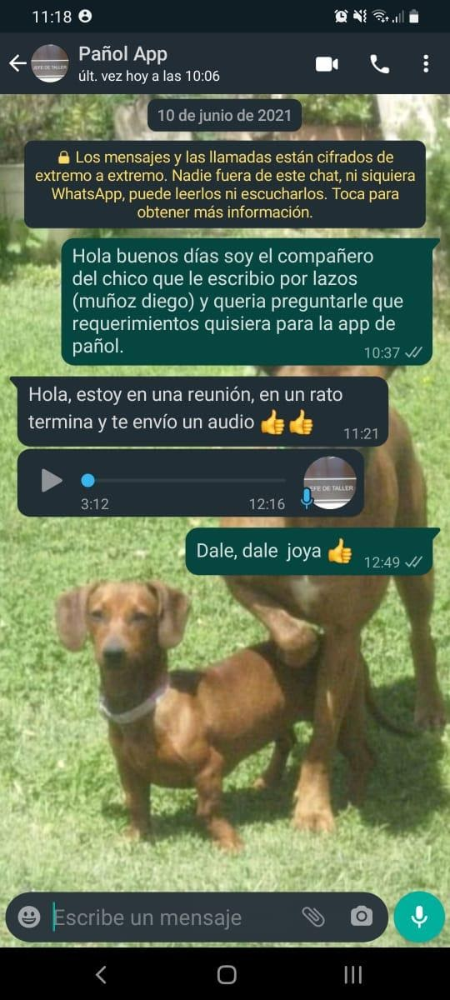 11:18
Pañol App
últ. vez hoy a las 10:06
10 de junio de 2021
Los mensajes y las llamadas están cifrados de
extremo a extremo. Nadie fuera de este chat, ni siquiera
WhatsApp, puede leerlos ni escucharlos. Toca para
obtener más información.
Hola buenos días soy el compañero
del chico que le escribio por lazos
(muñoz diego) y queria preguntarle que
requerimientos quisiera para la app de
pañol.
10:37
Hola, estoy en una reunión, en un rato
termina y te envío un audio 👍👍
11:21
JEFE DE TALLER
3:12
12:16
Dale, dale joya 👍
12:49
Escribe un mensaje